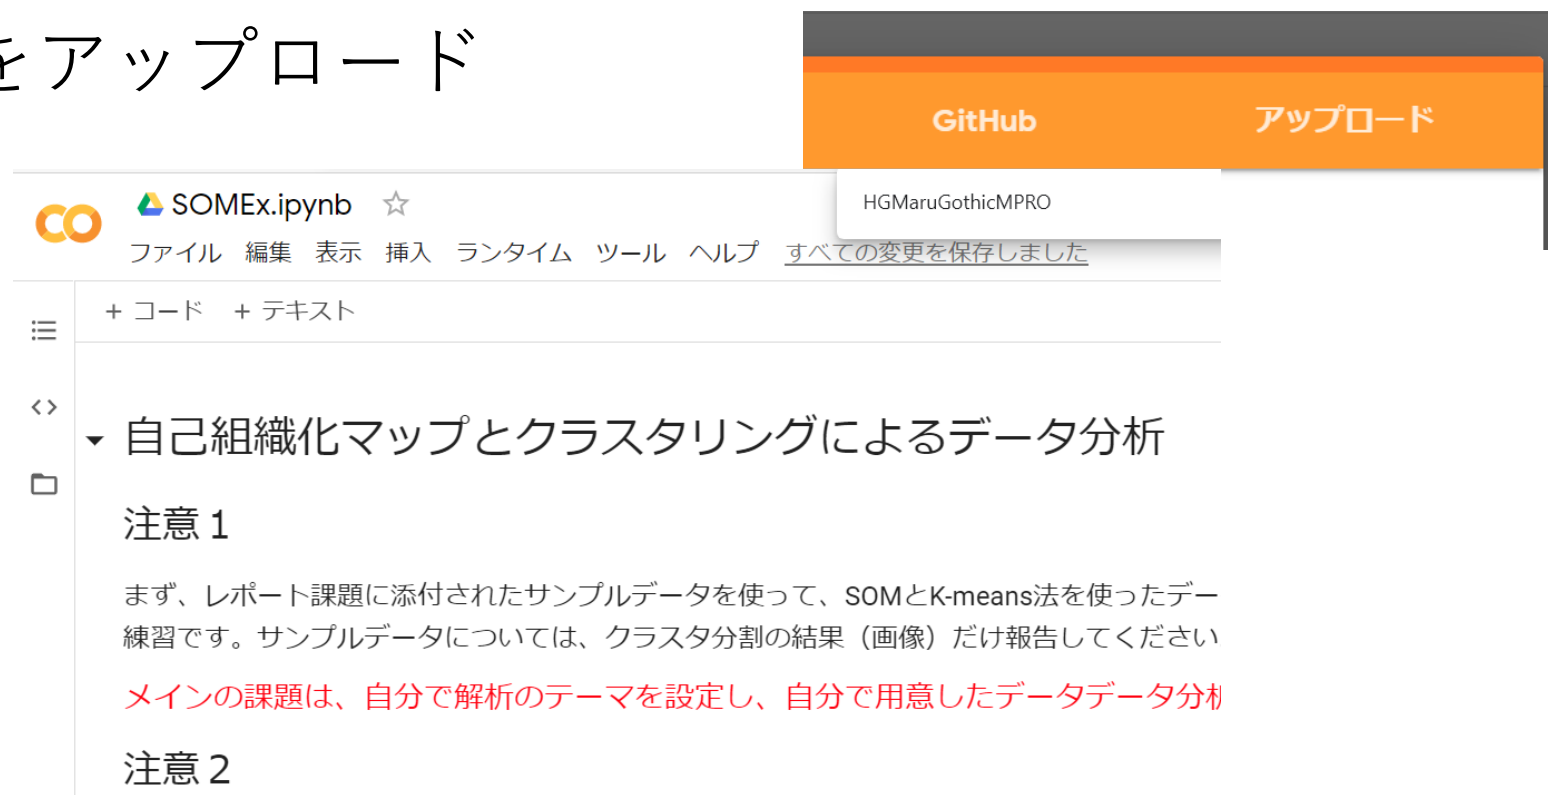 をアップロード
GitHub アップロード
HGMaruGothicMPRO
SOMEx.ipynb
ファイル 編集 表示 挿入 ランタイム ツール ヘルプ すべての変更を保存しました
+ コード + テキスト
自己組織化マップとクラスタリングによるデータ分析
注意１
まず、レポート課題に添付されたサンプルデータを使って、SOMとK-means法を使ったデー
練習です。サンプルデータについては、クラスタ分割の結果（画像）だけ報告してください
メインの課題は、自分で解析のテーマを設定し、自分で用意したデータデータ分析
注意２